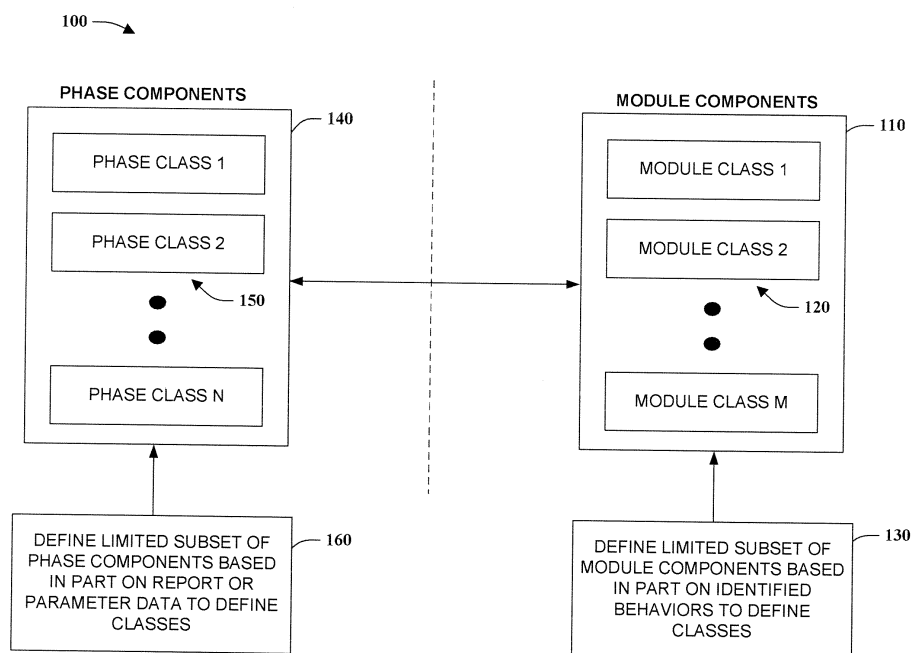 100
PHASE COMPONENTS
140
PHASE CLASS 1
PHASE CLASS 2
150
PHASE CLASS N
DEFINE LIMITED SUBSET OF
PHASE COMPONENTS BASED
IN PART ON REPORT OR
PARAMETER DATA TO DEFINE
CLASSES
160
MODULE COMPONENTS
110
MODULE CLASS 1
MODULE CLASS 2
120
MODULE CLASS M
DEFINE LIMITED SUBSET OF
MODULE COMPONENTS BASED
IN PART ON IDENTIFIED
BEHAVIORS TO DEFINE
CLASSES
130